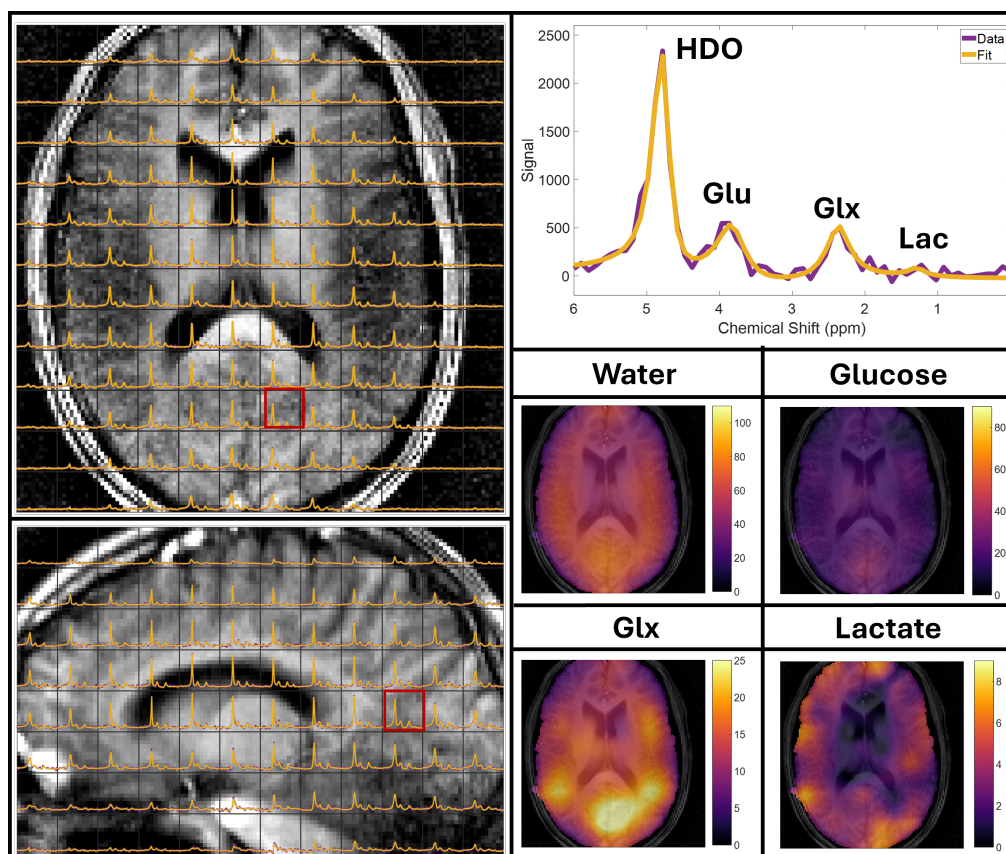 HDO
Glu
Glx
Lac
Data
Fit
2500
2000
1500
1000
500
0
Signal
6
5
4
3
2
1
Chemical Shift (ppm)
Water
Glucose
100
80
60
40
20
0
80
60
40
20
0
Glx
Lactate
25
20
15
10
5
0
8
6
4
2
0